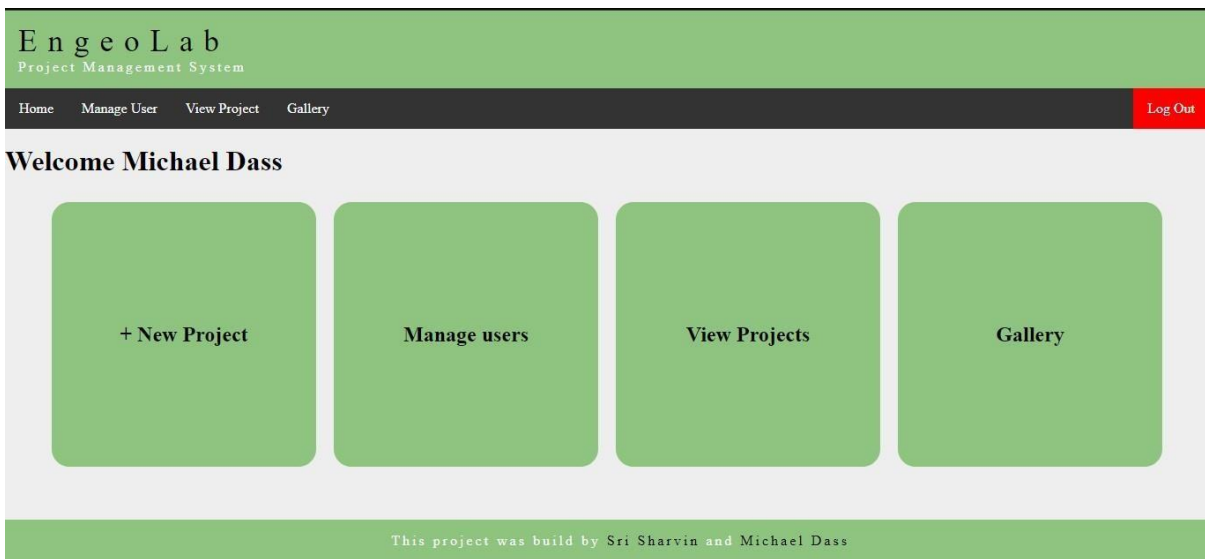 EngeoLab
Project Management System
Home Manage User View Project Gallery Log Out
Welcome Michael Dass
+ New Project Manage users View Projects Gallery
This project was build by Sri Sharvin and Michael Dass